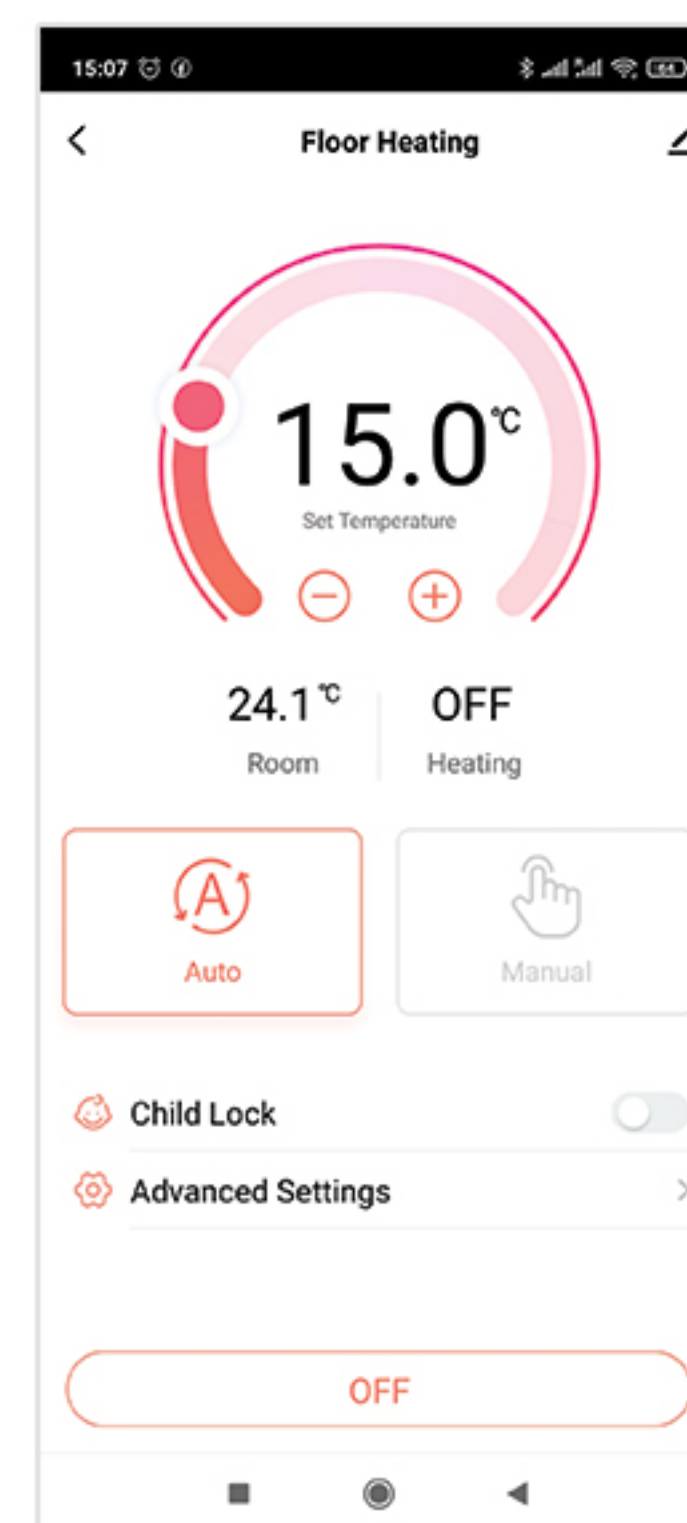 15:07 64
Floor Heating
15.0℃
Set Temperature
24.1℃ OFF
Room Heating
A
Auto Manual
Child Lock
Advanced Settings
OFF